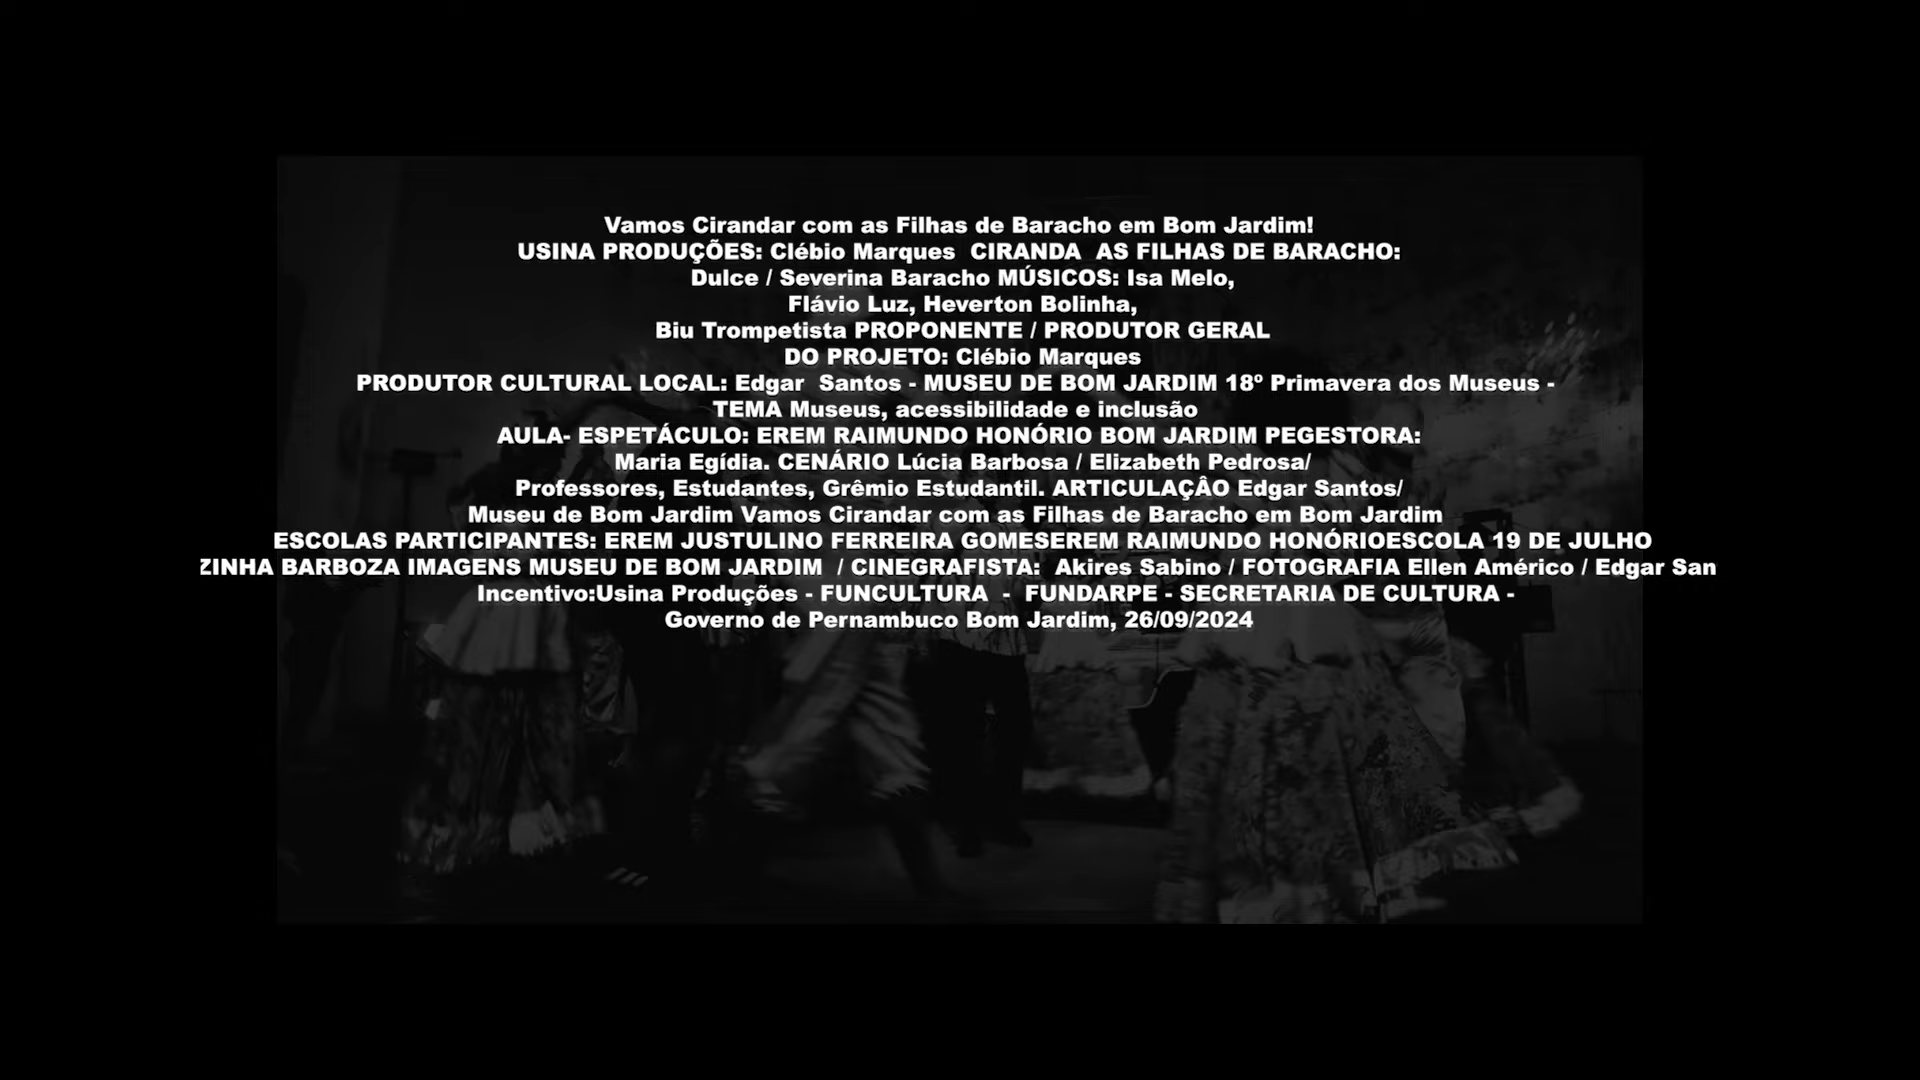 Vamos Cirandar com as Filhas de Baracho em Bom Jardim!
USINA PRODUÇÕES: Clébio Marques  CIRANDA  AS FILHAS DE BARACHO:
Dulce / Severina Baracho MÚSICOS: Isa Melo,
Flávio Luz, Heverton Bolinha,
Biu Trompetista PROPONENTE / PRODUTOR GERAL
DO PROJETO: Clébio Marques
PRODUTOR CULTURAL LOCAL: Edgar  Santos - MUSEU DE BOM JARDIM 18º Primavera dos Museus -
TEMA Museus, acessibilidade e inclusão
AULA- ESPETÁCULO: EREM RAIMUNDO HONÓRIO BOM JARDIM PEGESTORA:
Maria Egídia. CENÁRIO Lúcia Barbosa / Elizabeth Pedrosa/
Professores, Estudantes, Grêmio Estudantil. ARTICULAÇÂO Edgar Santos/
Museu de Bom Jardim Vamos Cirandar com as Filhas de Baracho em Bom Jardim
ESCOLAS PARTICIPANTES: EREM JUSTULINO FERREIRA GOMESEREM RAIMUNDO HONÓRIOESCOLA 19 DE JULHO
ZINHA BARBOZA IMAGENS MUSEU DE BOM JARDIM  / CINEGRAFISTA:  Akires Sabino / FOTOGRAFIA Ellen Américo / Edgar San
Incentivo:Usina Produções - FUNCULTURA  -  FUNDARPE - SECRETARIA DE CULTURA -
Governo de Pernambuco Bom Jardim, 26/09/2024